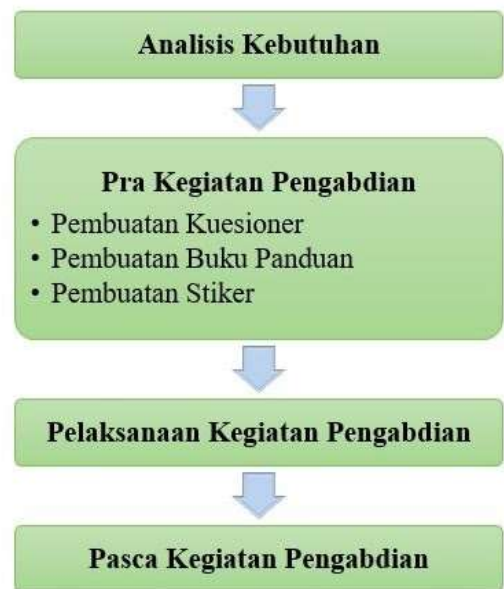 Analisis Kebutuhan
Pra Kegiatan Pengabdian
• Pembuatan Kuesioner
• Pembuatan Buku Panduan
• Pembuatan Stiker
Pelaksanaan Kegiatan Pengabdian
Pasca Kegiatan Pengabdian